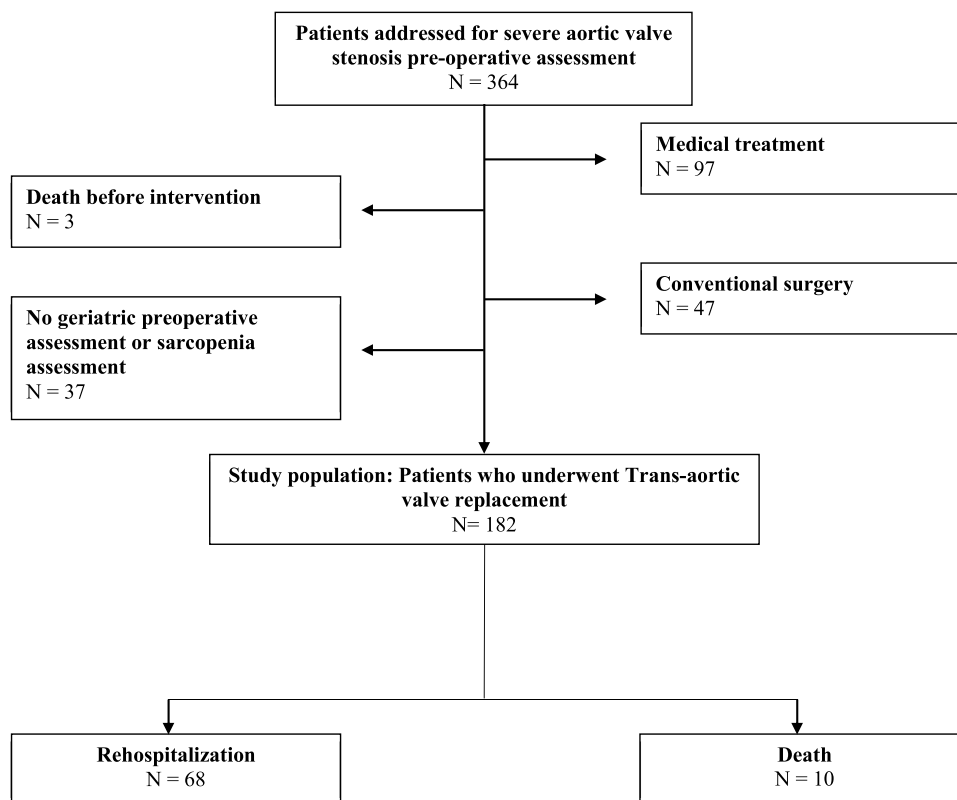 Patients addressed for severe aortic valve
stenosis pre-operative assessment
N = 364
Medical treatment
N = 97
Death before intervention
N = 3
Conventional surgery
N = 47
No geriatric preoperative
assessment or sarcopenia
assessment
N = 37
Study population: Patients who underwent Trans-aortic
valve replacement
N= 182
Rehospitalization
N = 68
Death
N = 10